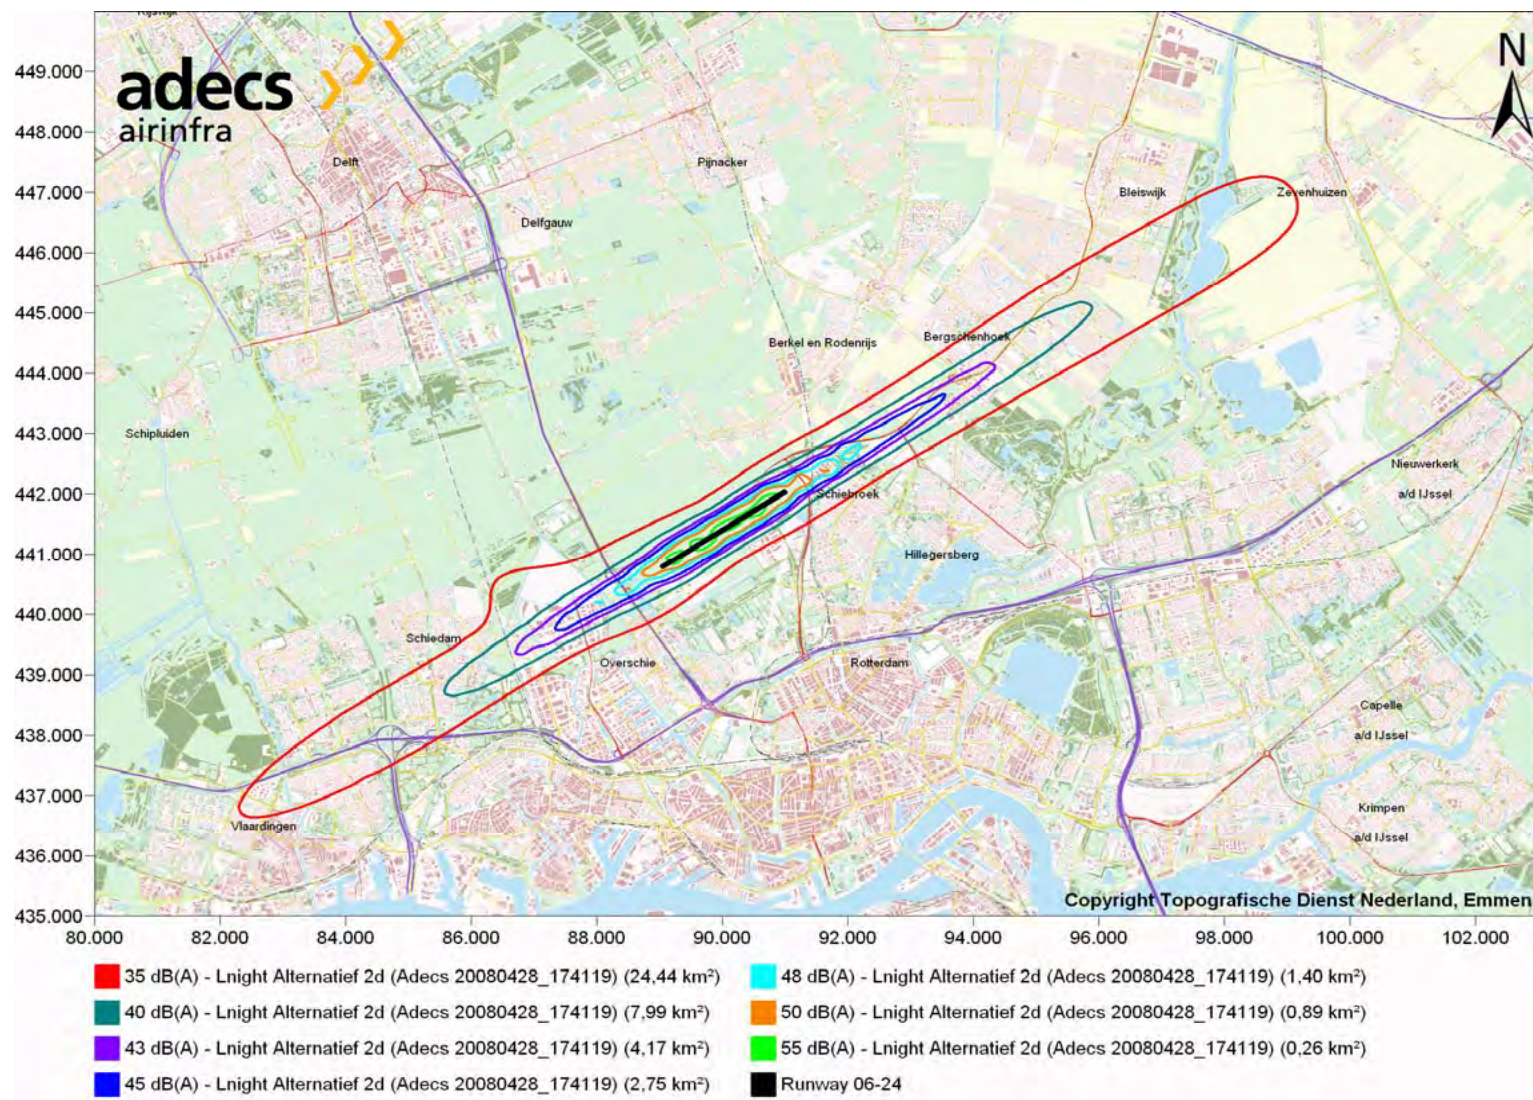 Rijswijk
adecs
airinfra
N
449.000
448.000
447.000
446.000
445.000
444.000
443.000
442.000
441.000
440.000
439.000
438.000
437.000
436.000
435.000
Delft
Pijnacker
Bleiswijk
Zevenhuizen
Delfgauw
Berkel en Rodenrijs
Bergschenhoek
Schipluiden
Nieuwerkerk
a/d IJssel
Schiebroek
Hillegersberg
Schiedam
Overschie
Rotterdam
Capelle
a/d IJssel
Krimpen
a/d IJssel
Vlaardingen
Copyright Topografische Dienst Nederland, Emmen
80.000 82.000 84.000 86.000 88.000 90.000 92.000 94.000 96.000 98.000 100.000 102.000
35 dB(A) - Lnight Alternatief 2d (Adecs 20080428_174119) (24,44 km²)
40 dB(A) - Lnight Alternatief 2d (Adecs 20080428_174119) (7,99 km²)
43 dB(A) - Lnight Alternatief 2d (Adecs 20080428_174119) (4,17 km²)
45 dB(A) - Lnight Alternatief 2d (Adecs 20080428_174119) (2,75 km²)
48 dB(A) - Lnight Alternatief 2d (Adecs 20080428_174119) (1,40 km²)
50 dB(A) - Lnight Alternatief 2d (Adecs 20080428_174119) (0,89 km²)
55 dB(A) - Lnight Alternatief 2d (Adecs 20080428_174119) (0,26 km²)
Runway 06-24